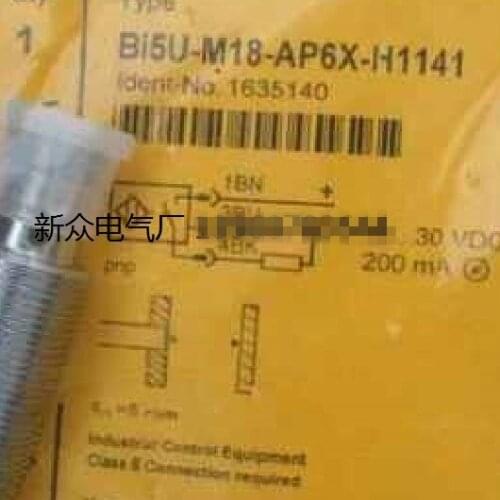 Type
1
Bi5U-M18-AP6X-H1141
Ident-No. 1635140
1BN
+
4BK
新众电气厂
30 VDC
200 mA
pnp
Industrial Control Equipment
Class 2 Connection required